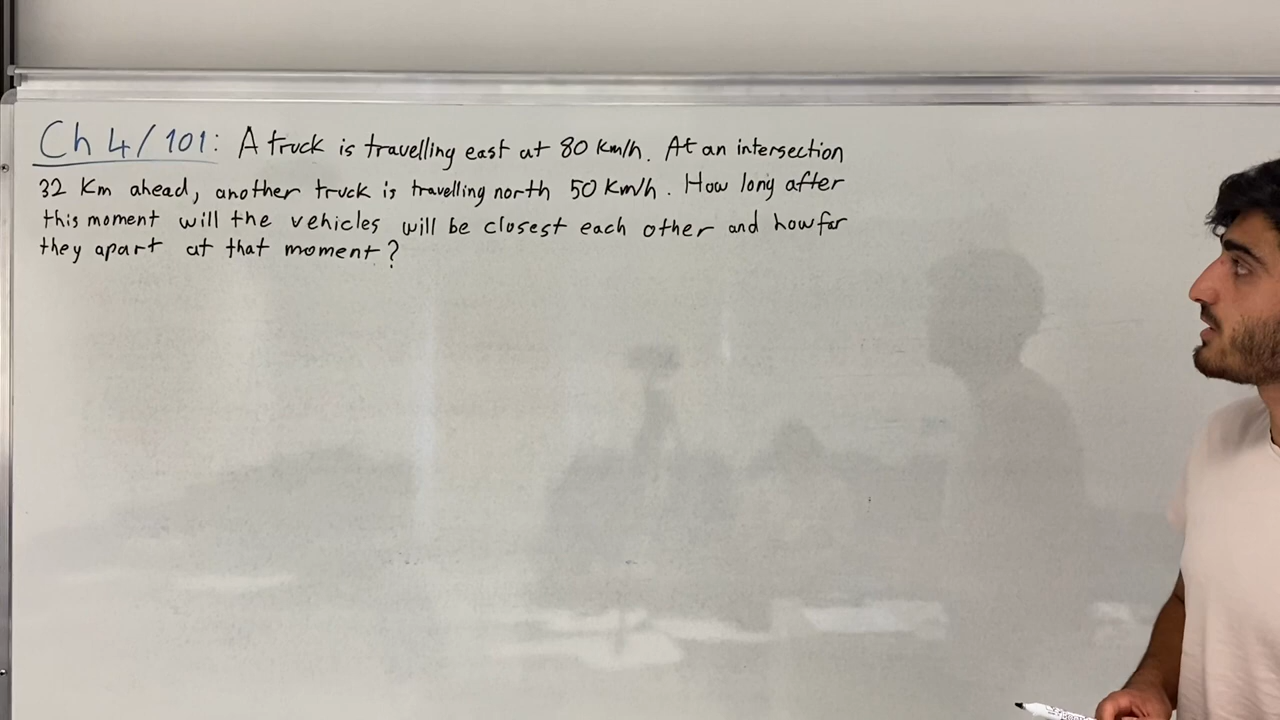 Ch 4/101: A truck is travelling east at 80 km/h. At an intersection
32 Km ahead, another truck is travelling north 50 Km/h. How long after
this moment will the vehicles will be closest each other and how far
they apart at that moment?